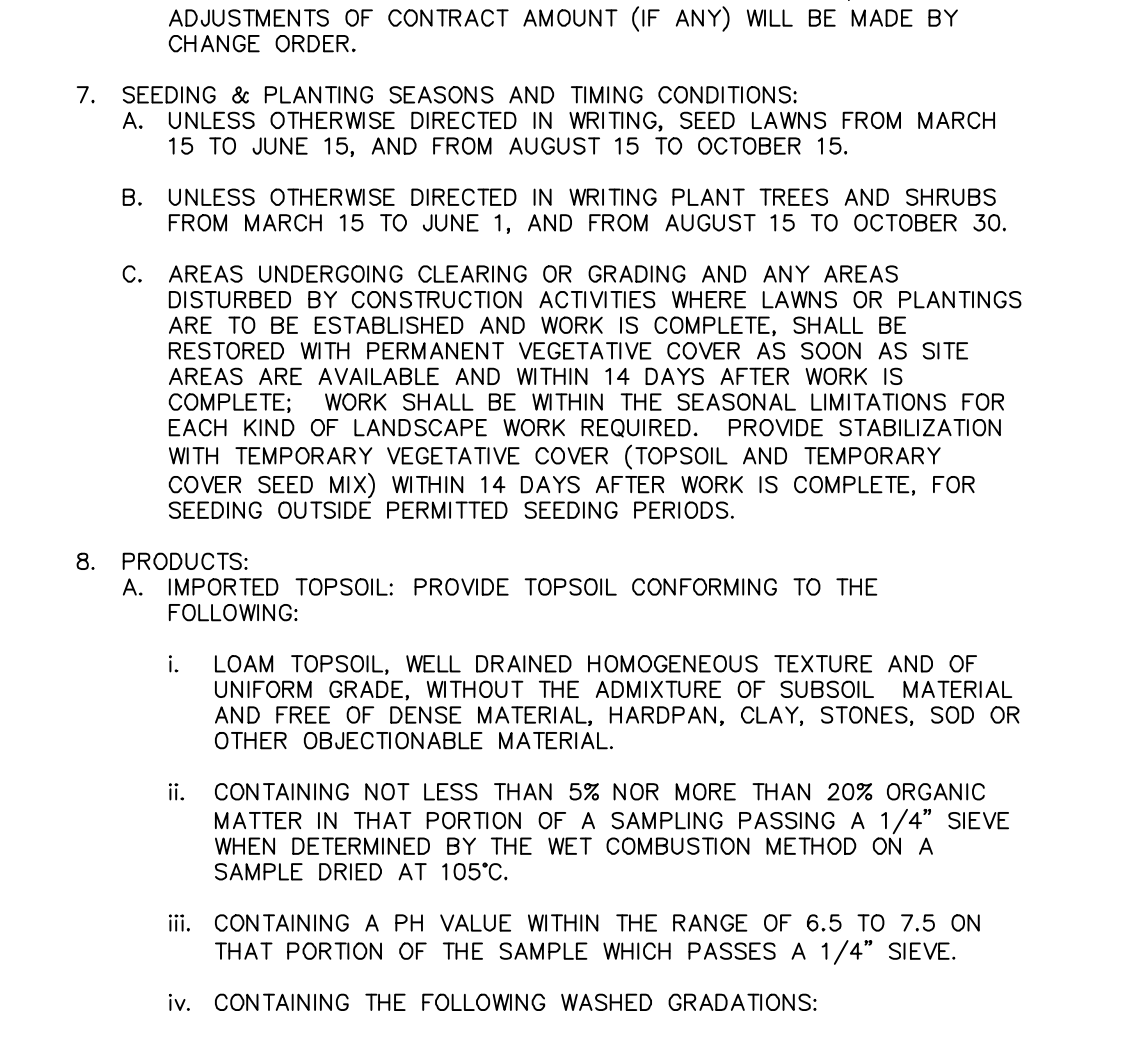 ADJUSTMENTS OF CONTRACT AMOUNT (IF ANY) WILL BE MADE BY
CHANGE ORDER.
7. SEEDING & PLANTING SEASONS AND TIMING CONDITIONS:
A. UNLESS OTHERWISE DIRECTED IN WRITING, SEED LAWNS FROM MARCH
15 TO JUNE 15, AND FROM AUGUST 15 TO OCTOBER 15.
B. UNLESS OTHERWISE DIRECTED IN WRITING PLANT TREES AND SHRUBS
FROM MARCH 15 TO JUNE 1, AND FROM AUGUST 15 TO OCTOBER 30.
C. AREAS UNDERGOING CLEARING OR GRADING AND ANY AREAS
DISTURBED BY CONSTRUCTION ACTIVITIES WHERE LAWNS OR PLANTINGS
ARE TO BE ESTABLISHED AND WORK IS COMPLETE, SHALL BE
RESTORED WITH PERMANENT VEGETATIVE COVER AS SOON AS SITE
AREAS ARE AVAILABLE AND WITHIN 14 DAYS AFTER WORK IS
COMPLETE; WORK SHALL BE WITHIN THE SEASONAL LIMITATIONS FOR
EACH KIND OF LANDSCAPE WORK REQUIRED. PROVIDE STABILIZATION
WITH TEMPORARY VEGETATIVE COVER (TOPSOIL AND TEMPORARY
COVER SEED MIX) WITHIN 14 DAYS AFTER WORK IS COMPLETE, FOR
SEEDING OUTSIDE PERMITTED SEEDING PERIODS.
8. PRODUCTS:
A. IMPORTED TOPSOIL: PROVIDE TOPSOIL CONFORMING TO THE
FOLLOWING:
i. LOAM TOPSOIL, WELL DRAINED HOMOGENEOUS TEXTURE AND OF
UNIFORM GRADE, WITHOUT THE ADMIXTURE OF SUBSOIL MATERIAL
AND FREE OF DENSE MATERIAL, HARDPAN, CLAY, STONES, SOD OR
OTHER OBJECTIONABLE MATERIAL.
ii. CONTAINING NOT LESS THAN 5% NOR MORE THAN 20% ORGANIC
MATTER IN THAT PORTION OF A SAMPLING PASSING A 1/4” SIEVE
WHEN DETERMINED BY THE WET COMBUSTION METHOD ON A
SAMPLE DRIED AT 105°C.
iii. CONTAINING A PH VALUE WITHIN THE RANGE OF 6.5 TO 7.5 ON
THAT PORTION OF THE SAMPLE WHICH PASSES A 1/4” SIEVE.
iv. CONTAINING THE FOLLOWING WASHED GRADATIONS: